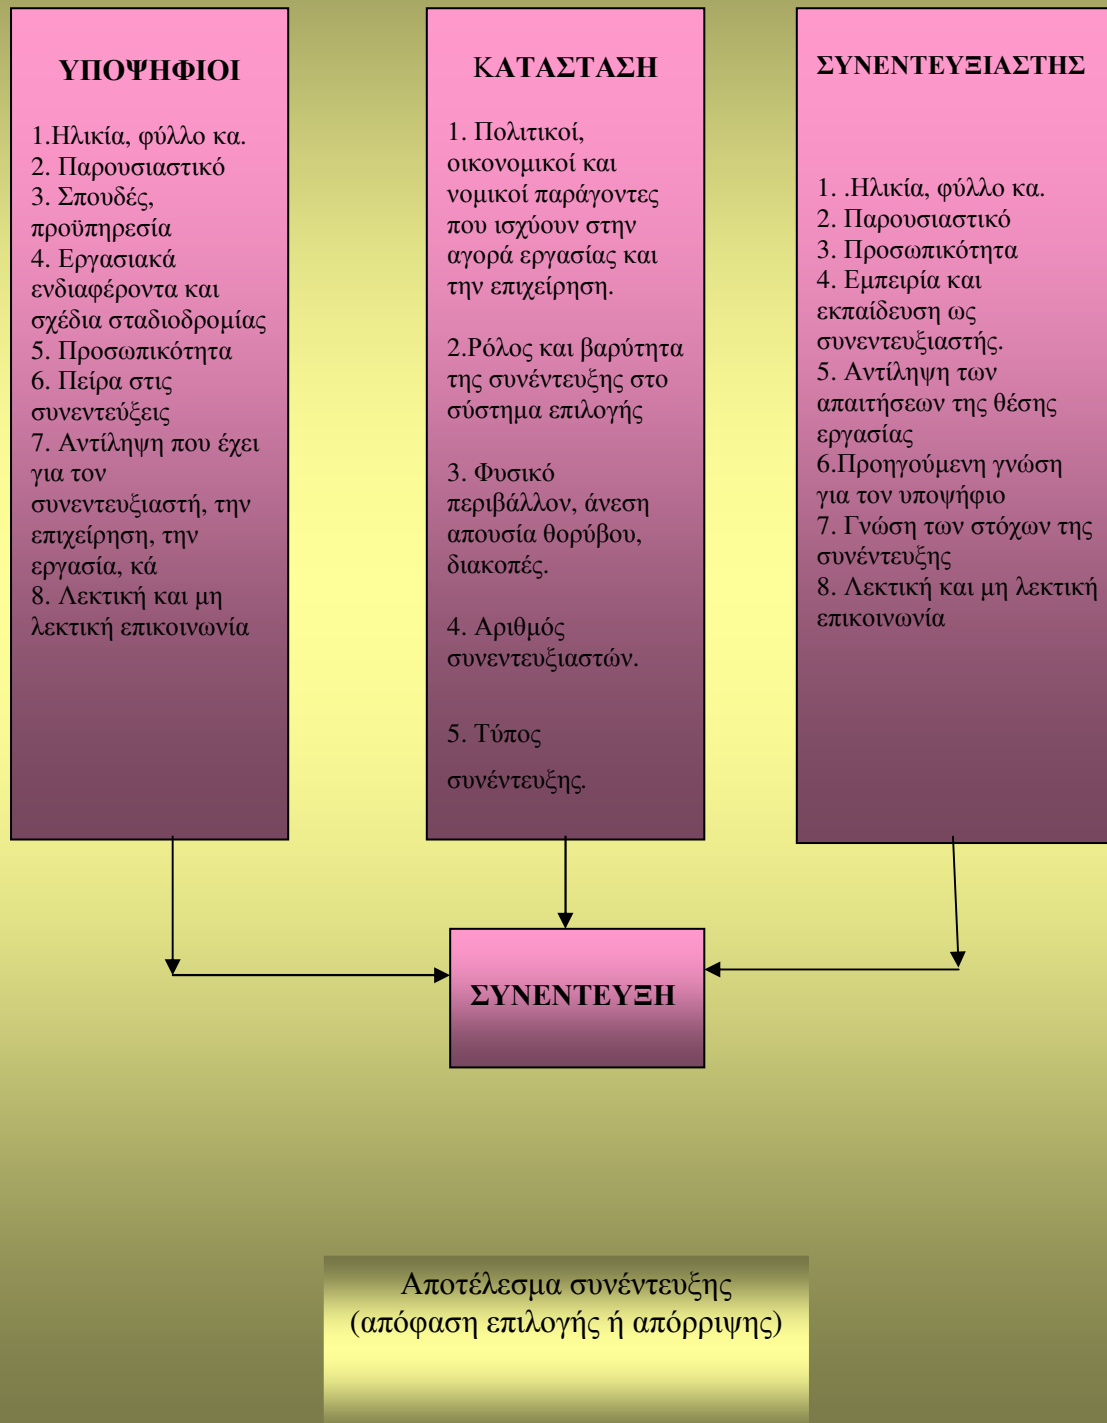 ΥΠΟΨΗΦΙΟΙ
1.Ηλικία, φύλλο κα.
2. Παρουσιαστικό
3. Σπουδές,
προϋπηρεσία
4. Εργασιακά
ενδιαφέροντα και
σχέδια σταδιοδρομίας
5. Προσωπικότητα
6. Πείρα στις
συνεντεύξεις
7. Αντίληψη που έχει
για τον
συνεντευξιαστή, την
επιχείρηση, την
εργασία, κά
8. Λεκτική και μη
λεκτική επικοινωνία
ΚΑΤΑΣΤΑΣΗ
1. Πολιτικοί,
οικονομικοί και
νομικοί παράγοντες
που ισχύουν στην
αγορά εργασίας και
την επιχείρηση.
2.Ρόλος και βαρύτητα
της συνέντευξης στο
σύστημα επιλογής
3. Φυσικό
περιβάλλον, άνεση
απουσία θορύβου,
διακοπές.
4. Αριθμός
συνεντευξιαστών.
5. Τύπος
συνέντευξης.
ΣΥΝΕΝΤΕΥΞΙΑΣΤΗΣ
1. .Ηλικία, φύλλο κα.
2. Παρουσιαστικό
3. Προσωπικότητα
4. Εμπειρία και
εκπαίδευση ως
συνεντευξιαστής.
5. Αντίληψη των
απαιτήσεων της θέσης
εργασίας
6.Προηγούμενη γνώση
για τον υποψήφιο
7. Γνώση των στόχων της
συνέντευξης
8. Λεκτική και μη λεκτική
επικοινωνία
ΣΥΝΕΝΤΕΥΞΗ
Αποτέλεσμα συνέντευξης
(απόφαση επιλογής ή απόρριψης)